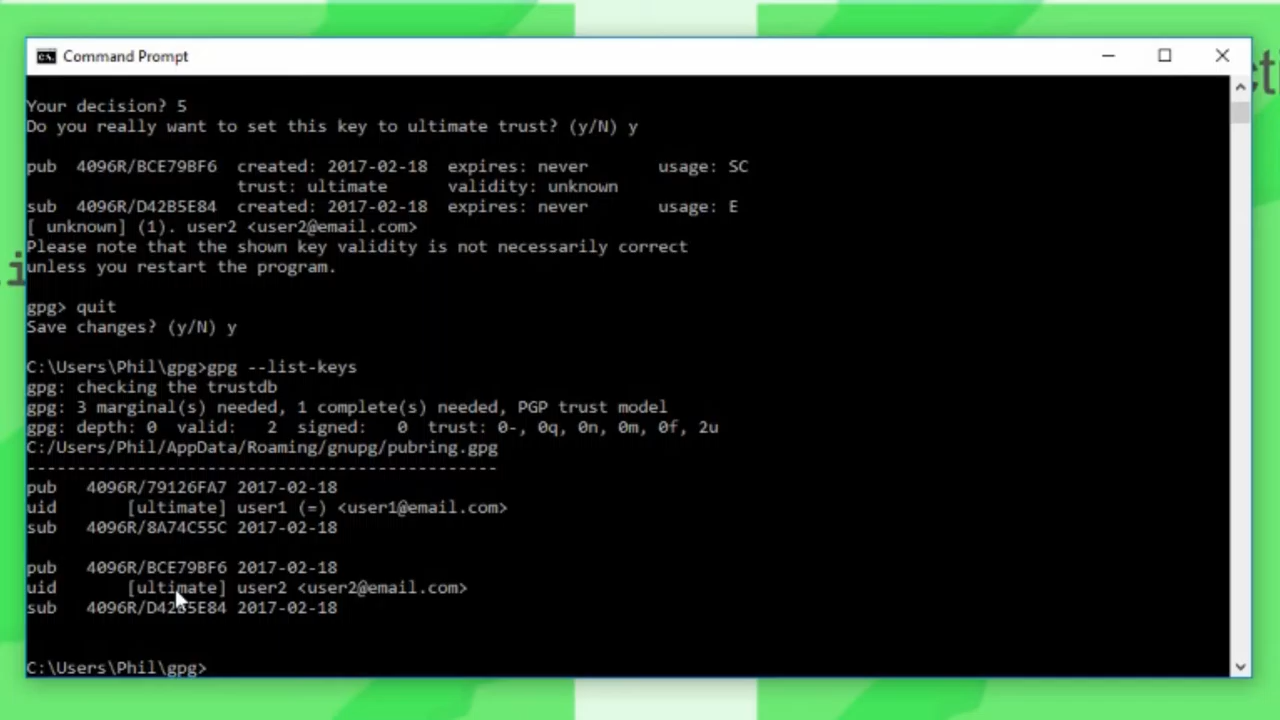 Command Prompt
Your decision? 5
Do you really want to set this key to ultimate trust? (y/N) y
pub  4096R/BCE79BF6  created: 2017-02-18  expires: never       usage: SC
trust: ultimate      validity: unknown
sub  4096R/D42B5E84  created: 2017-02-18  expires: never       usage: E
[ unknown] (1). user2 <user2@email.com>
Please note that the shown key validity is not necessarily correct
unless you restart the program.
gpg> quit
Save changes? (y/N) y
C:\Users\Phil\gpg>gpg --list-keys
gpg: checking the trustdb
gpg: 3 marginal(s) needed, 1 complete(s) needed, PGP trust model
gpg: depth: 0  valid:   2  signed:   0  trust: 0-, 0q, 0n, 0m, 0f, 2u
C:/Users/Phil/AppData/Roaming/gnupg/pubring.gpg
-----------------------------------------------
pub   4096R/79126FA7 2017-02-18
uid       [ultimate] user1 (=) <user1@email.com>
sub   4096R/8A74C55C 2017-02-18
pub   4096R/BCE79BF6 2017-02-18
uid       [ultimate] user2 <user2@email.com>
sub   4096R/D42B5E84 2017-02-18
C:\Users\Phil\gpg>